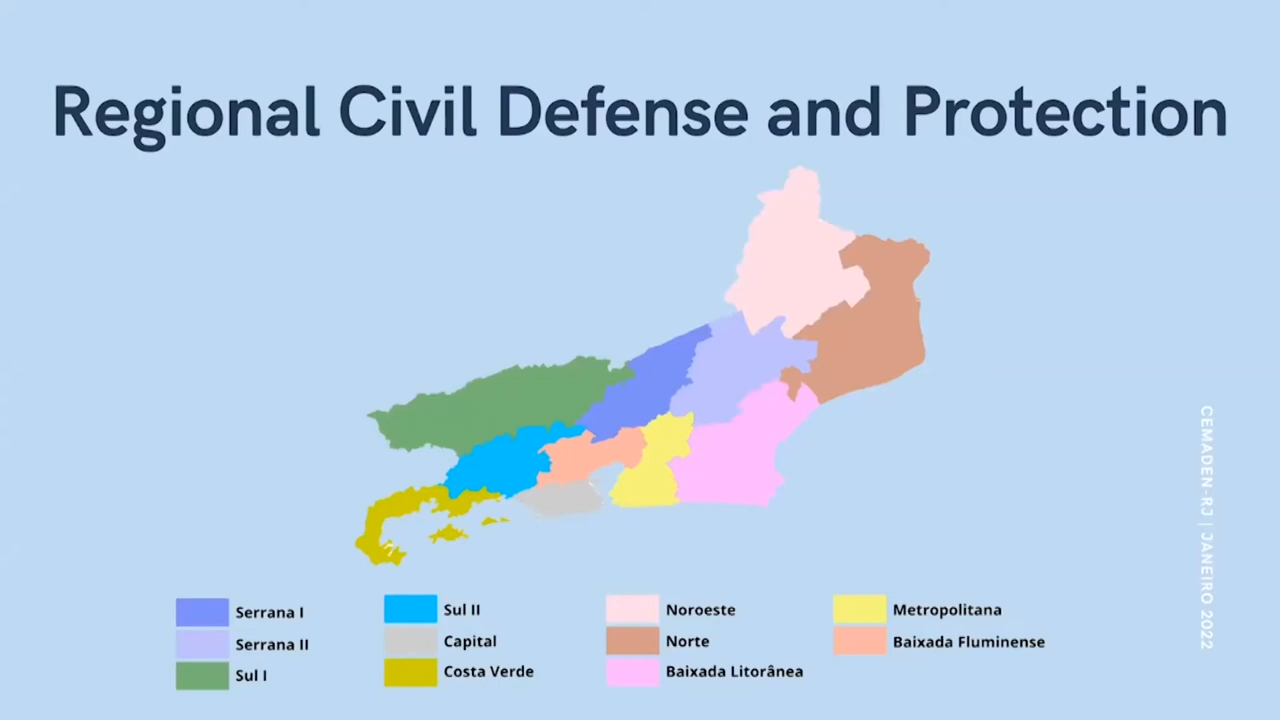 Regional Civil Defense and Protection
CEMADEN-RJ | JANEIRO 2022
Serrana I
Serrana II
Sul I
Sul II
Capital
Costa Verde
Noroeste
Norte
Baixada Litorânea
Metropolitana
Baixada Fluminense